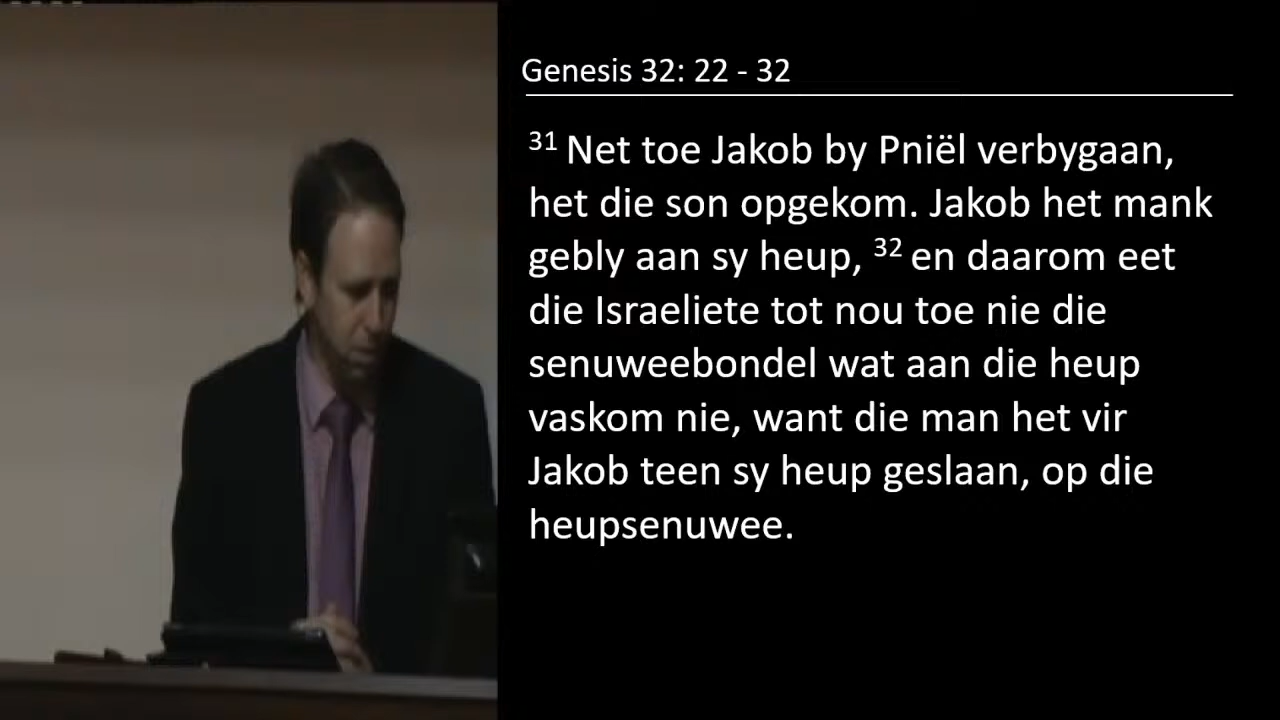 Genesis 32: 22 - 32
31 Net toe Jakob by Pniël verbygaan,
het die son opgekom. Jakob het mank
gebly aan sy heup, 32 en daarom eet
die Israeliete tot nou toe nie die
senuweebondel wat aan die heup
vaskom nie, want die man het vir
Jakob teen sy heup geslaan, op die
heupsenuwee.